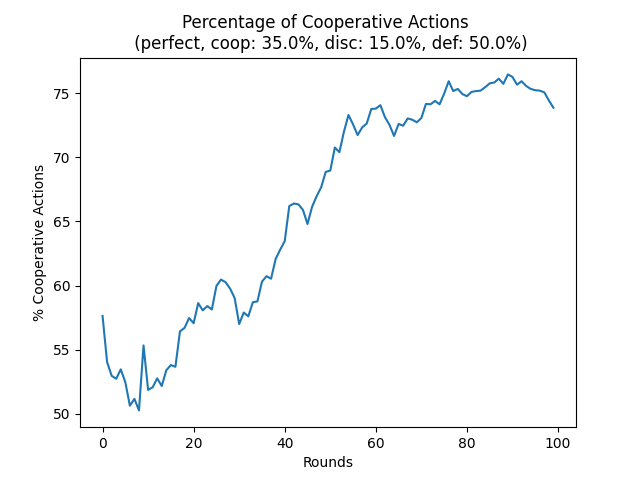 Percentage of Cooperative Actions
(perfect, coop: 35.0%, disc: 15.0%, def: 50.0%)
75
70
65
60
55
50
% Cooperative Actions
0 20 40 60 80 100
Rounds